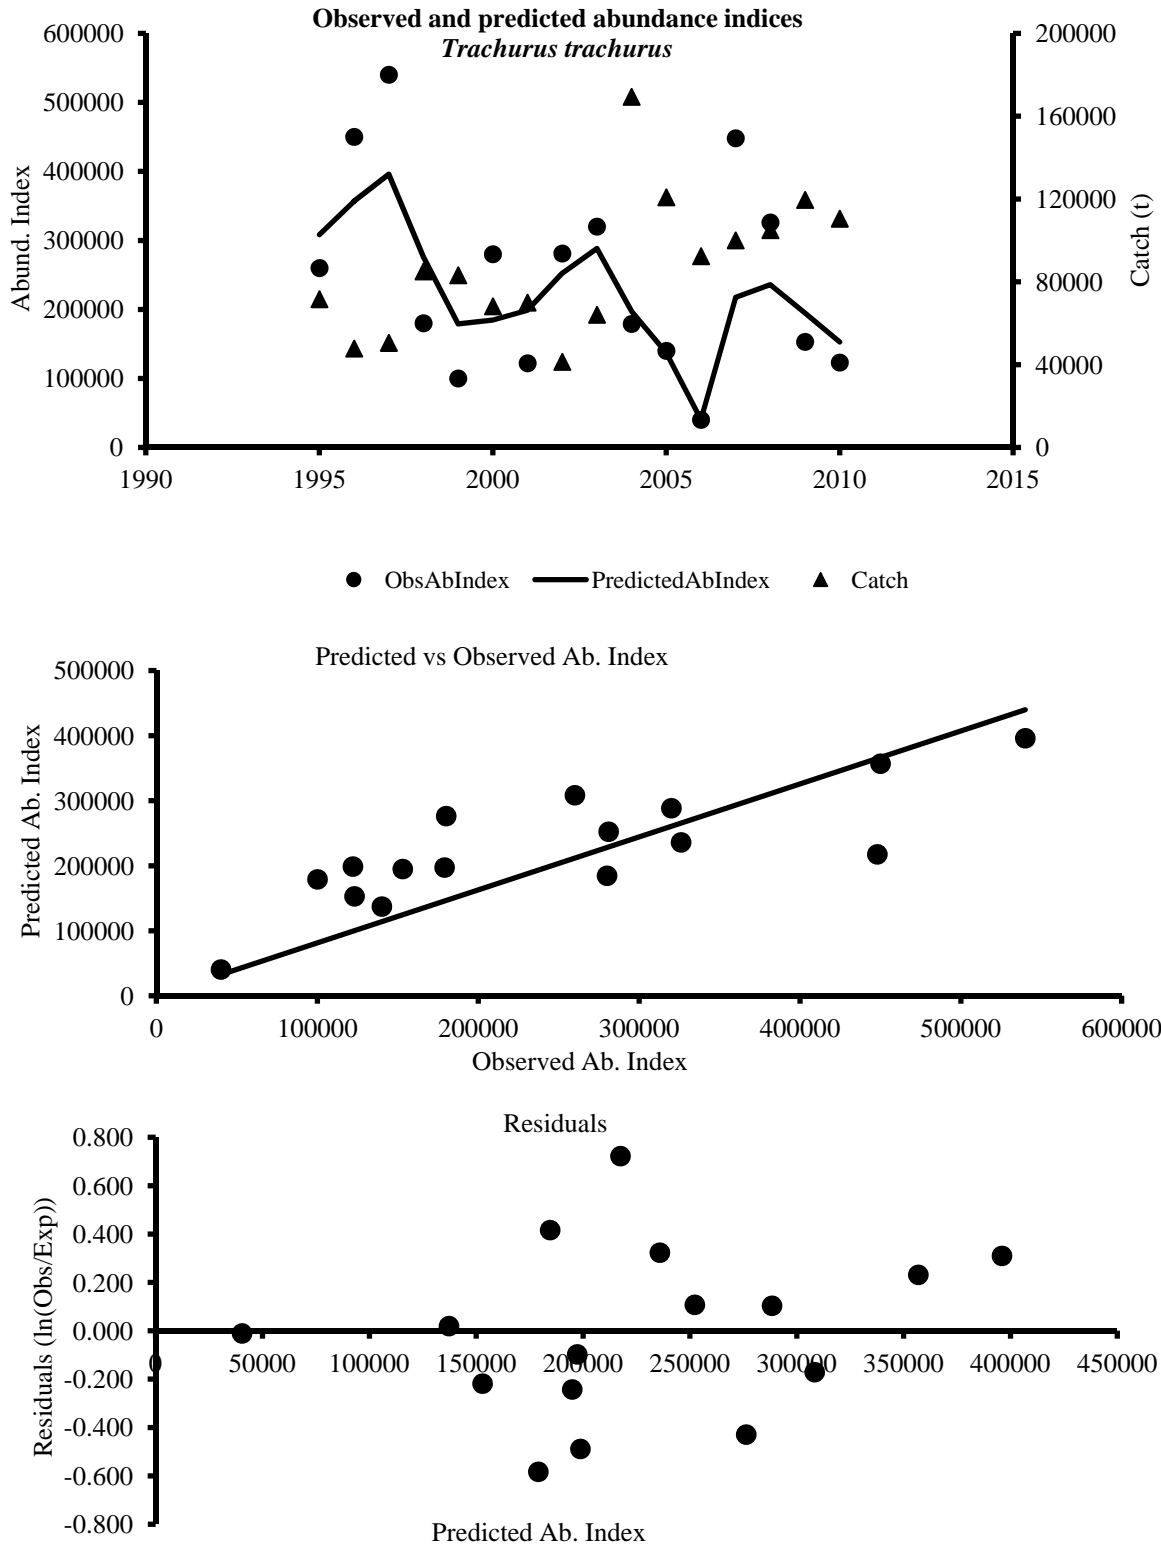 Observed and predicted abundance indices
Trachurus trachurus
600000
500000
400000
300000
200000
100000
0
Abund. Index
200000
160000
120000
80000
40000
0
Catch (t)
1990 1995 2000 2005 2010 2015
ObsAbIndex PredictedAbIndex Catch
Predicted vs Observed Ab. Index
500000
400000
300000
200000
100000
0
Predicted Ab. Index
0 100000 200000 300000 400000 500000 600000
Observed Ab. Index
Residuals
0.800
0.600
0.400
0.200
0.000
-0.200
-0.400
-0.600
-0.800
Residuals (ln(Obs/Exp))
0 50000 100000 150000 200000 250000 300000 350000 400000 450000
Predicted Ab. Index